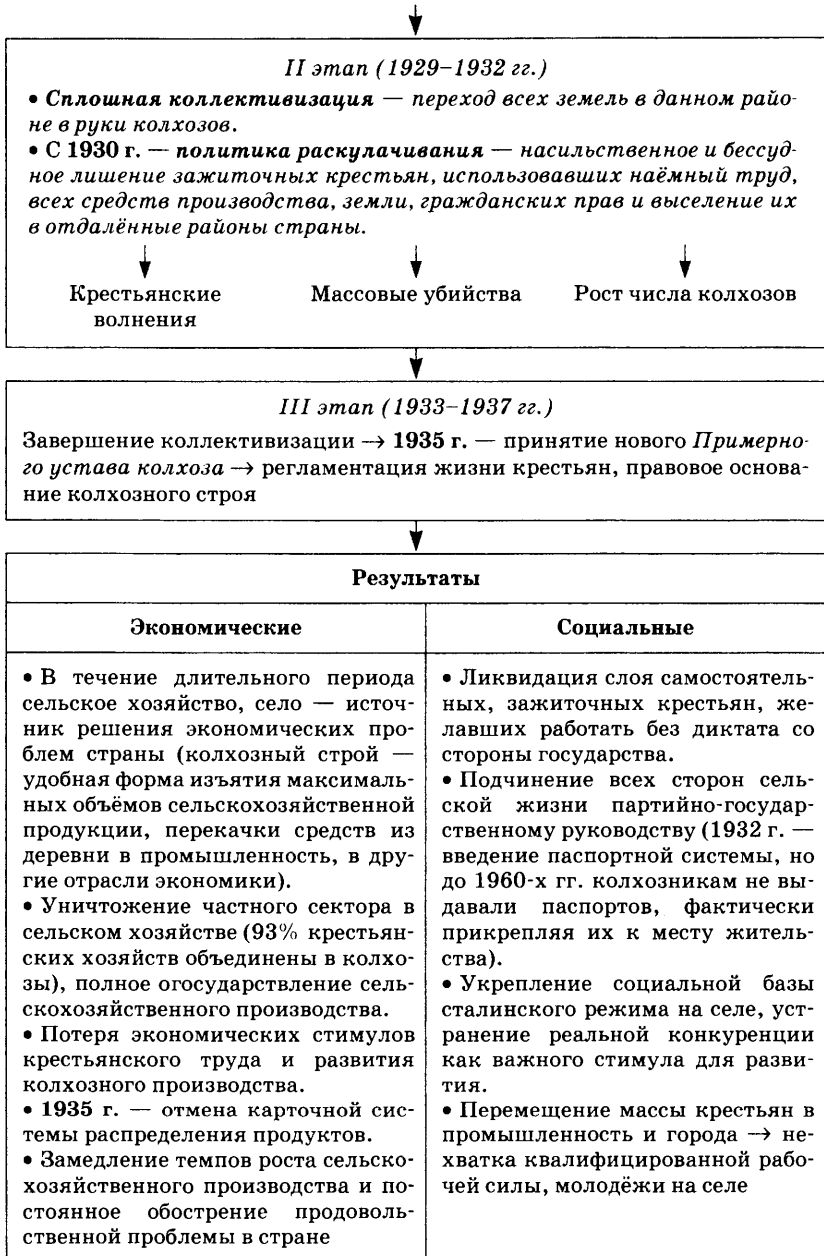 II этап (1929–1932 гг.)
• Сплошная коллективизация — переход всех земель в данном райо-
не в руки колхозов.
• С 1930 г. — политика раскулачивания — насильственное и бессуд-
ное лишение зажиточных крестьян, использовавших наёмный труд,
всех средств производства, земли, гражданских прав и выселение их
в отдалённые районы страны.
Крестьянские
волнения
Массовые убийства
Рост числа колхозов
III этап (1933–1937 гг.)
Завершение коллективизации → 1935 г. — принятие нового Примерно-
го устава колхоза → регламентация жизни крестьян, правовое основа-
ние колхозного строя
Результаты
Экономические
• В течение длительного периода
сельское хозяйство, село — источ-
ник решения экономических про-
блем страны (колхозный строй —
удобная форма изъятия максималь-
ных объёмов сельскохозяйственной
продукции, перекачки средств из
деревни в промышленность, в дру-
гие отрасли экономики).
• Уничтожение частного сектора в
сельском хозяйстве (93% крестьян-
ских хозяйств объединены в колхо-
зы), полное огосударствление сель-
скохозяйственного производства.
• Потеря экономических стимулов
крестьянского труда и развития
колхозного производства.
• 1935 г. — отмена карточной сис-
темы распределения продуктов.
• Замедление темпов роста сельско-
хозяйственного производства и по-
стоянное обострение продоволь-
ственной проблемы в стране
Социальные
• Ликвидация слоя самостоятель-
ных, зажиточных крестьян, же-
лавших работать без диктата со
стороны государства.
• Подчинение всех сторон сель-
ской жизни партийно-государ-
ственному руководству (1932 г. —
введение паспортной системы, но
до 1960-х гг. колхозникам не вы-
давали паспортов, фактически
прикрепляя их к месту житель-
ства).
• Укрепление социальной базы
сталинского режима на селе, уст-
ранение реальной конкуренции
как важного стимула для разви-
тия.
• Перемещение массы крестьян в
промышленность и города → не-
хватка квалифицированной рабо-
чей силы, молодёжи на селе